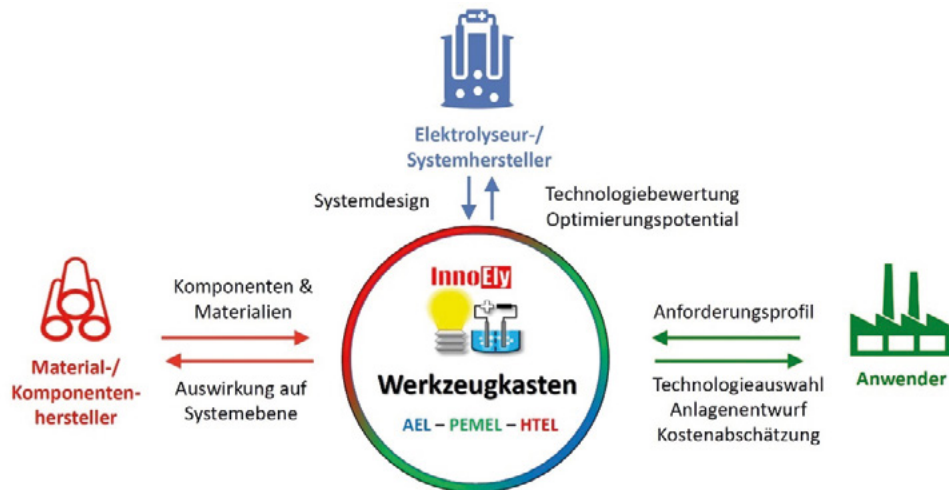 Elektrolyseur-/
Systemhersteller
Systemdesign
Technologiebewertung
Optimierungspotential
Material-/
Komponenten-
hersteller
Komponenten &
Materialien
Auswirkung auf
Systemebene
InnoEly
Werkzeugkasten
AEL – PEMEL – HTEL
Anforderungsprofil
Technologieauswahl
Anlagenentwurf
Kostenabschätzung
Anwender